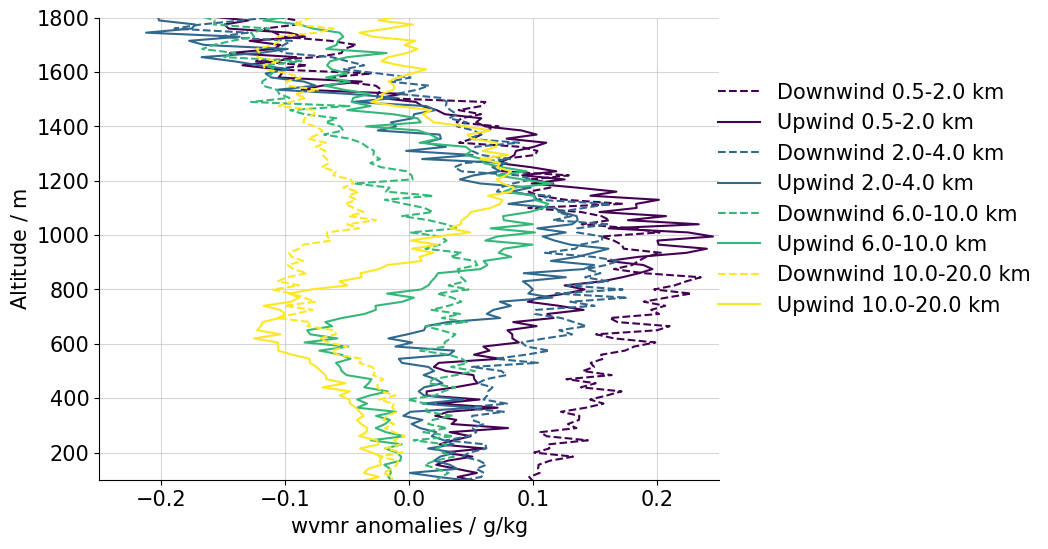 1800
1600
1400
1200
1000
800
600
400
200
Altitude / m
−0.2
−0.1
0.0
0.1
0.2
wvmr anomalies / g/kg
Downwind 0.5-2.0 km
Upwind 0.5-2.0 km
Downwind 2.0-4.0 km
Upwind 2.0-4.0 km
Downwind 6.0-10.0 km
Upwind 6.0-10.0 km
Downwind 10.0-20.0 km
Upwind 10.0-20.0 km